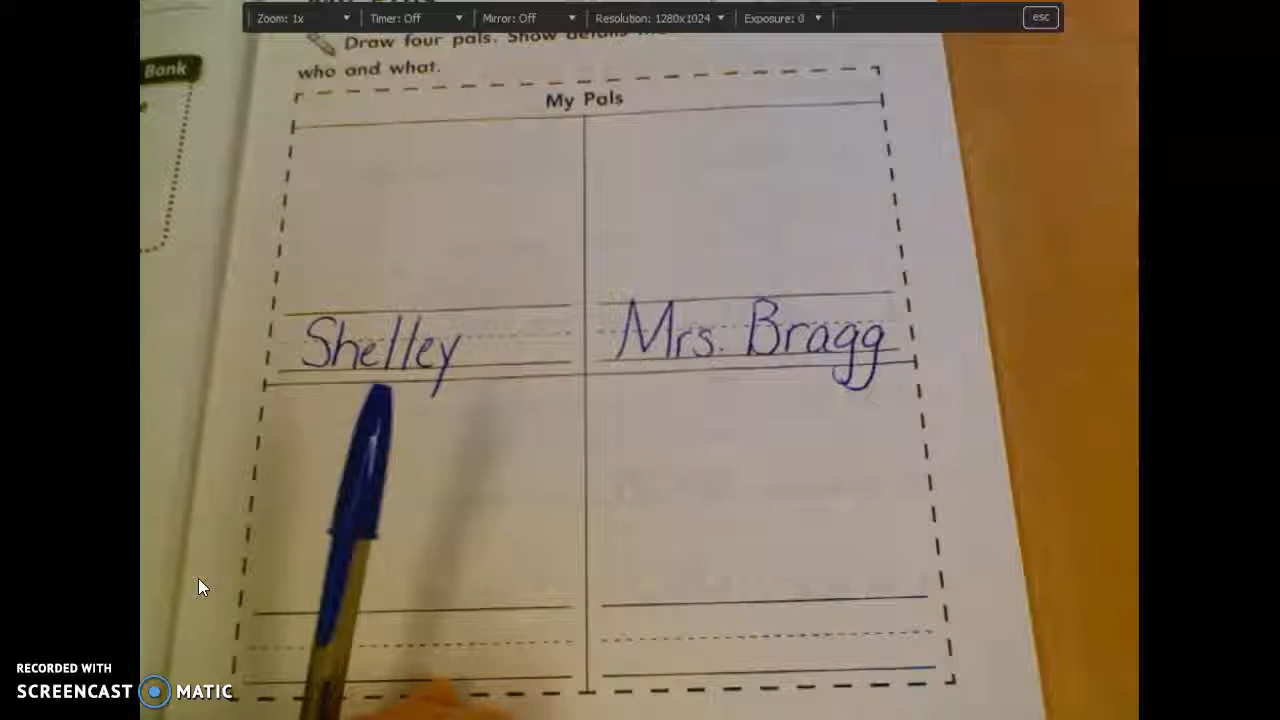 Zoom: 1x Timer: Off Mirror: Off Resolution: 1280x1024 Exposure: 0 esc
Draw four pals. Show details
who and what.
Bank
My Pals
Shelley Mrs. Bragg
RECORDED WITH
SCREENCAST MATIC